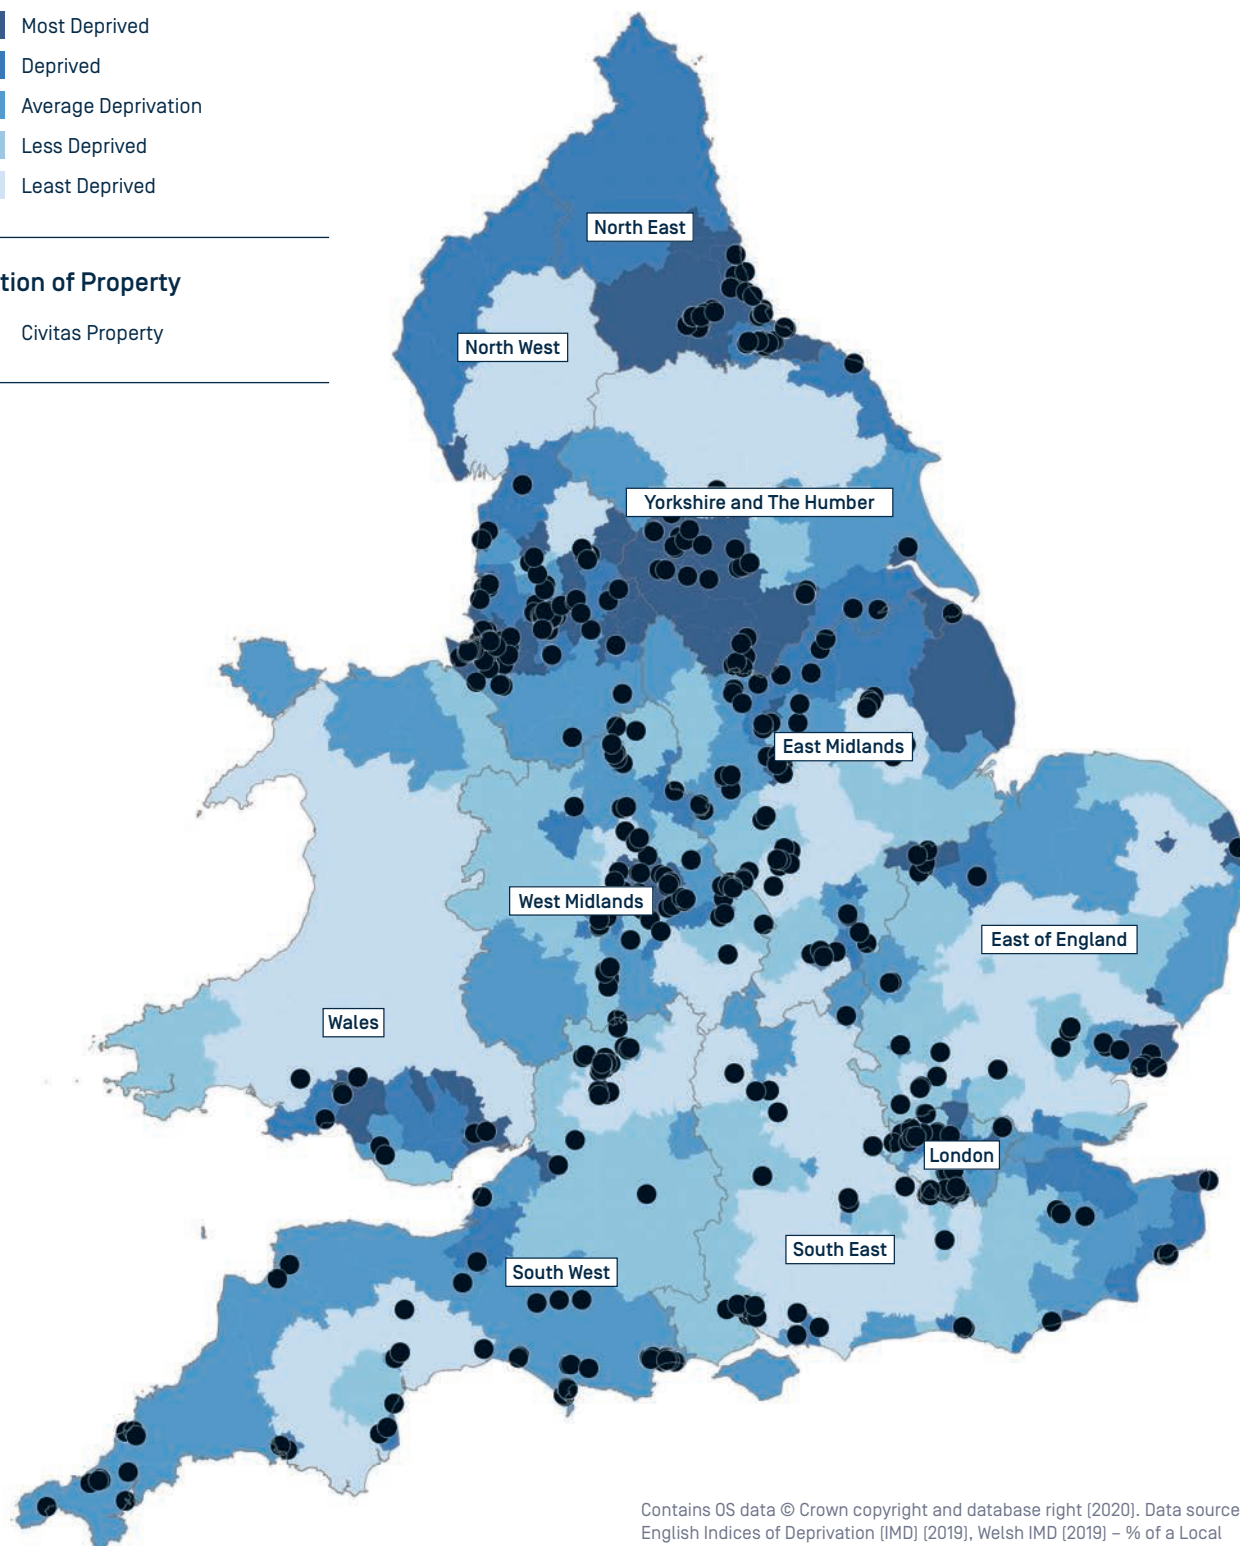 Most Deprived
Deprived
Average Deprivation
Less Deprived
Least Deprived
tion of Property
Civitas Property
North East
North West
Yorkshire and The Humber
East Midlands
West Midlands
East of England
Wales
London
South East
South West
Contains OS data © Crown copyright and database right (2020). Data source
English Indices of Deprivation (IMD) (2019), Welsh IMD (2019) – % of a Local